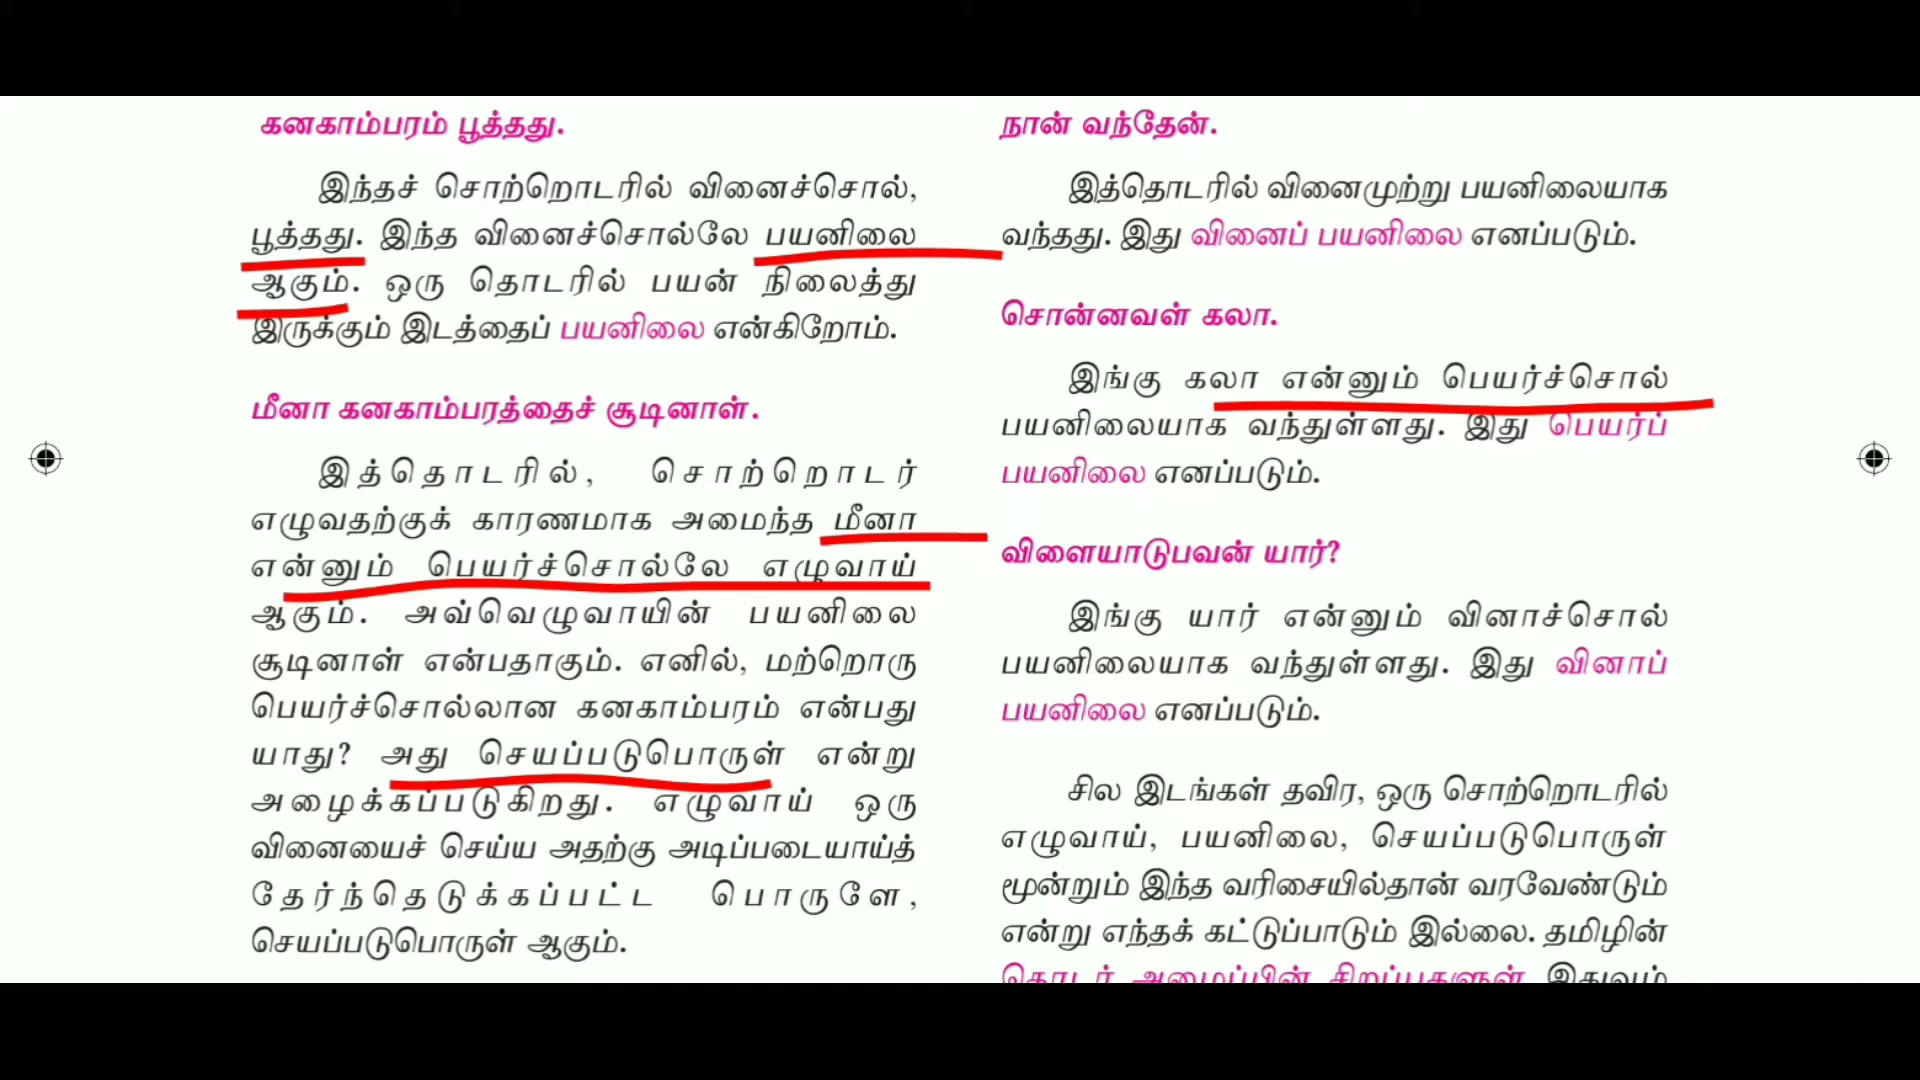 கனகாம்பரம் பூத்தது.
இந்தச் சொற்றொடரில் வினைச்சொல்,
பூத்தது. இந்த வினைச்சொல்லே பயனிலை
ஆகும். ஒரு தொடரில் பயன் நிலைத்து
இருக்கும் இடத்தைப் பயனிலை என்கிறோம்.
மீனா கனகாம்பரத்தைச் சூடினாள்.
இத்தொடரில், சொற்றொடர்
எழுவதற்குக் காரணமாக அமைந்த மீனா
என்னும் பெயர்ச்சொல்லே எழுவாய்
ஆகும். அவ்வெழுவாயின் பயனிலை
சூடினாள் என்பதாகும். எனில், மற்றொரு
பெயர்ச்சொல்லான கனகாம்பரம் என்பது
யாது? அது செயப்படுபொருள் என்று
அழைக்கப்படுகிறது. எழுவாய் ஒரு
வினையைச் செய்ய அதற்கு அடிப்படையாய்த்
தேர்ந்தெடுக்கப்பட்ட பொருளே,
செயப்படுபொருள் ஆகும்.
நான் வந்தேன்.
இத்தொடரில் வினைமுற்று பயனிலையாக
வந்தது. இது வினைப் பயனிலை எனப்படும்.
சொன்னவள் கலா.
இங்கு கலா என்னும் பெயர்ச்சொல்
பயனிலையாக வந்துள்ளது. இது பெயர்ப்
பயனிலை எனப்படும்.
விளையாடுபவன் யார்?
இங்கு யார் என்னும் வினாச்சொல்
பயனிலையாக வந்துள்ளது. இது வினாப்
பயனிலை எனப்படும்.
சில இடங்கள் தவிர, ஒரு சொற்றொடரில்
எழுவாய், பயனிலை, செயப்படுபொருள்
மூன்றும் இந்த வரிசையில்தான் வரவேண்டும்
என்று எந்தக் கட்டுப்பாடும் இல்லை. தமிழின்
தொடர் அமைப்பின் சிறப்புகளுள் இதுவும்